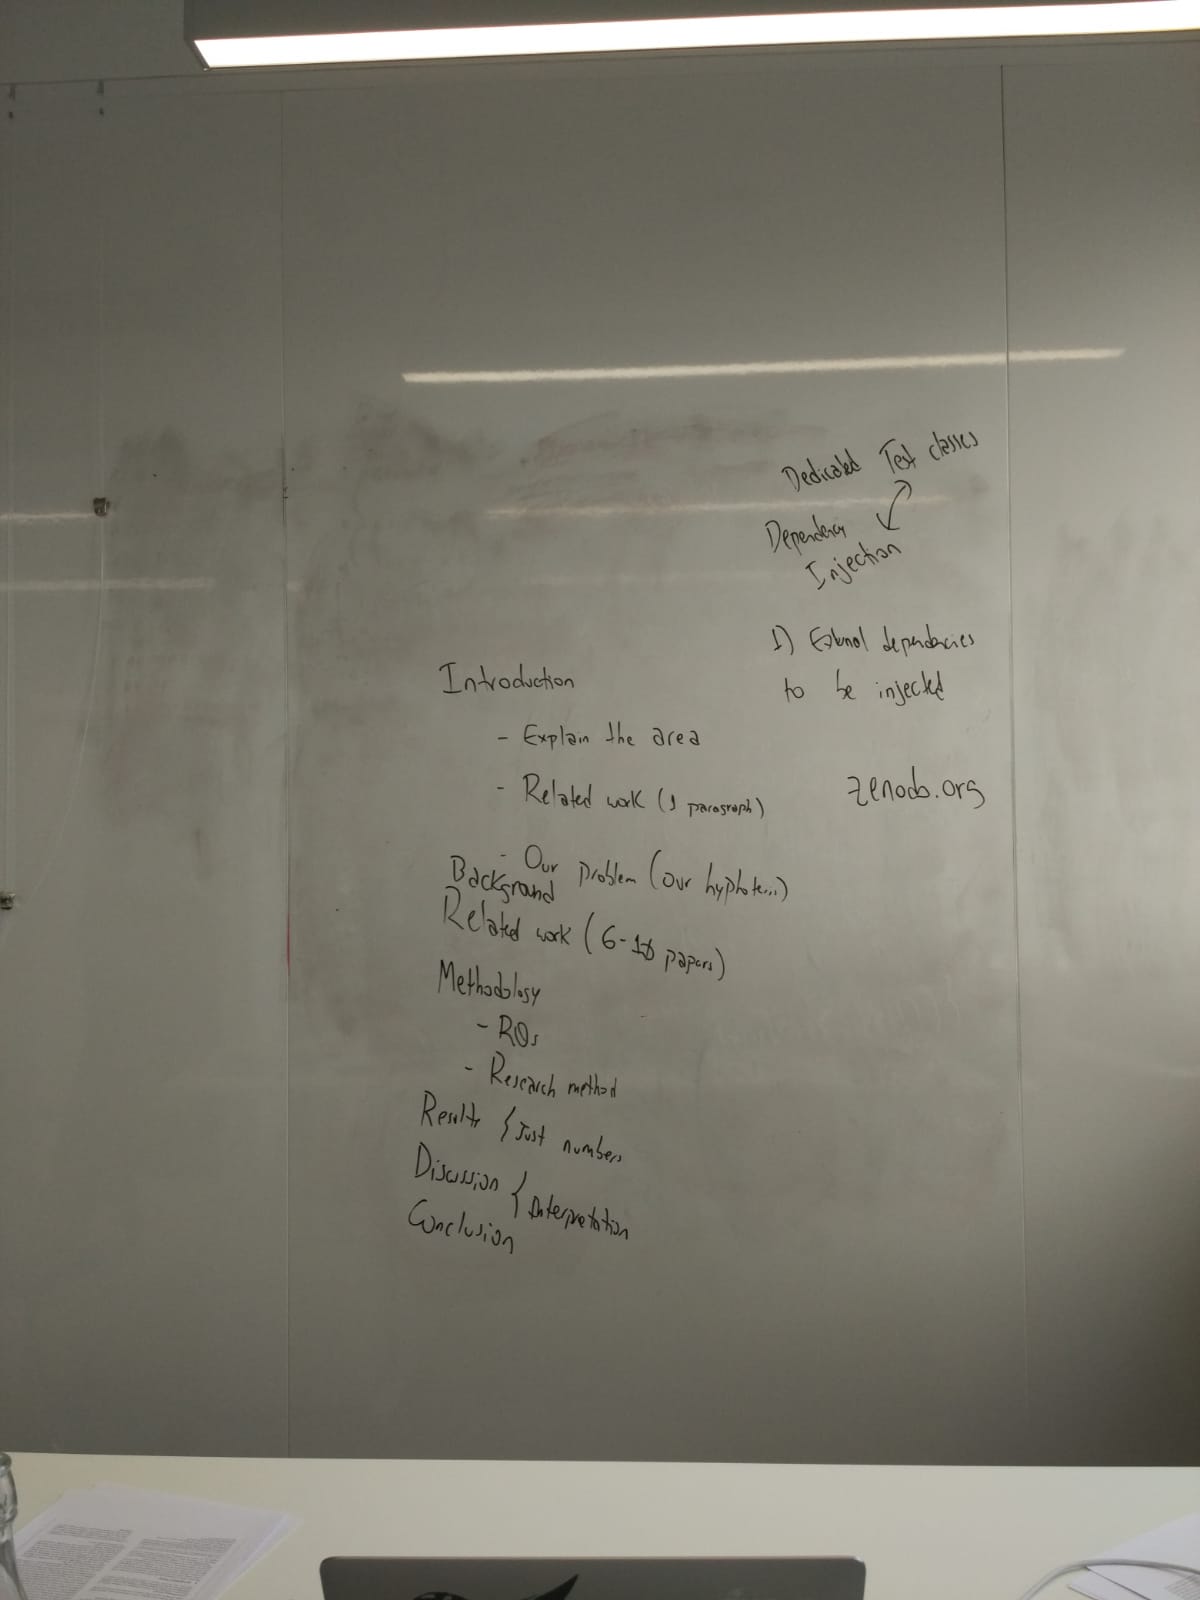 Dedicated Test classes
Dependency
Injection
1) External dependencies
to be injected
zenodo.org
Introduction
- Explain the area
- Related work (1 paragraph)
- Our problem (our hyphote...)
Background
Related work (6-10 papers)
Methodology
- RQs
- Research method
Results { Just numbers
Discussion { Interpretation
Conclusion